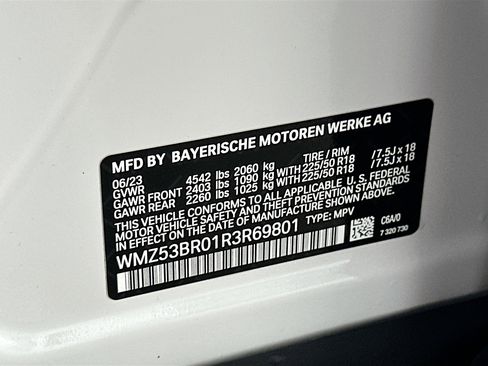 MFD BY BAYERISCHE MOTOREN WERKE AG
06/23 TIRE / RIM
GVWR 4542 lbs 2060 kg
GAWR FRONT 2403 lbs 1090 kg WITH 225/50 R18 / 7.5J x 18
GAWR REAR 2260 lbs 1025 kg WITH 225/50 R18 / 7.5J x 18
THIS VEHICLE CONFORMS TO ALL APPLICABLE U. S. FEDERAL
MOTOR VEHICLE SAFETY, AND THEFT PREVENTION STANDARDS
IN EFFECT ON THE DATE OF MANUFACTURE SHOWN ABOVE.
WMZ53BR01R3R69801 TYPE: MPV
C6A/0
7 320 730